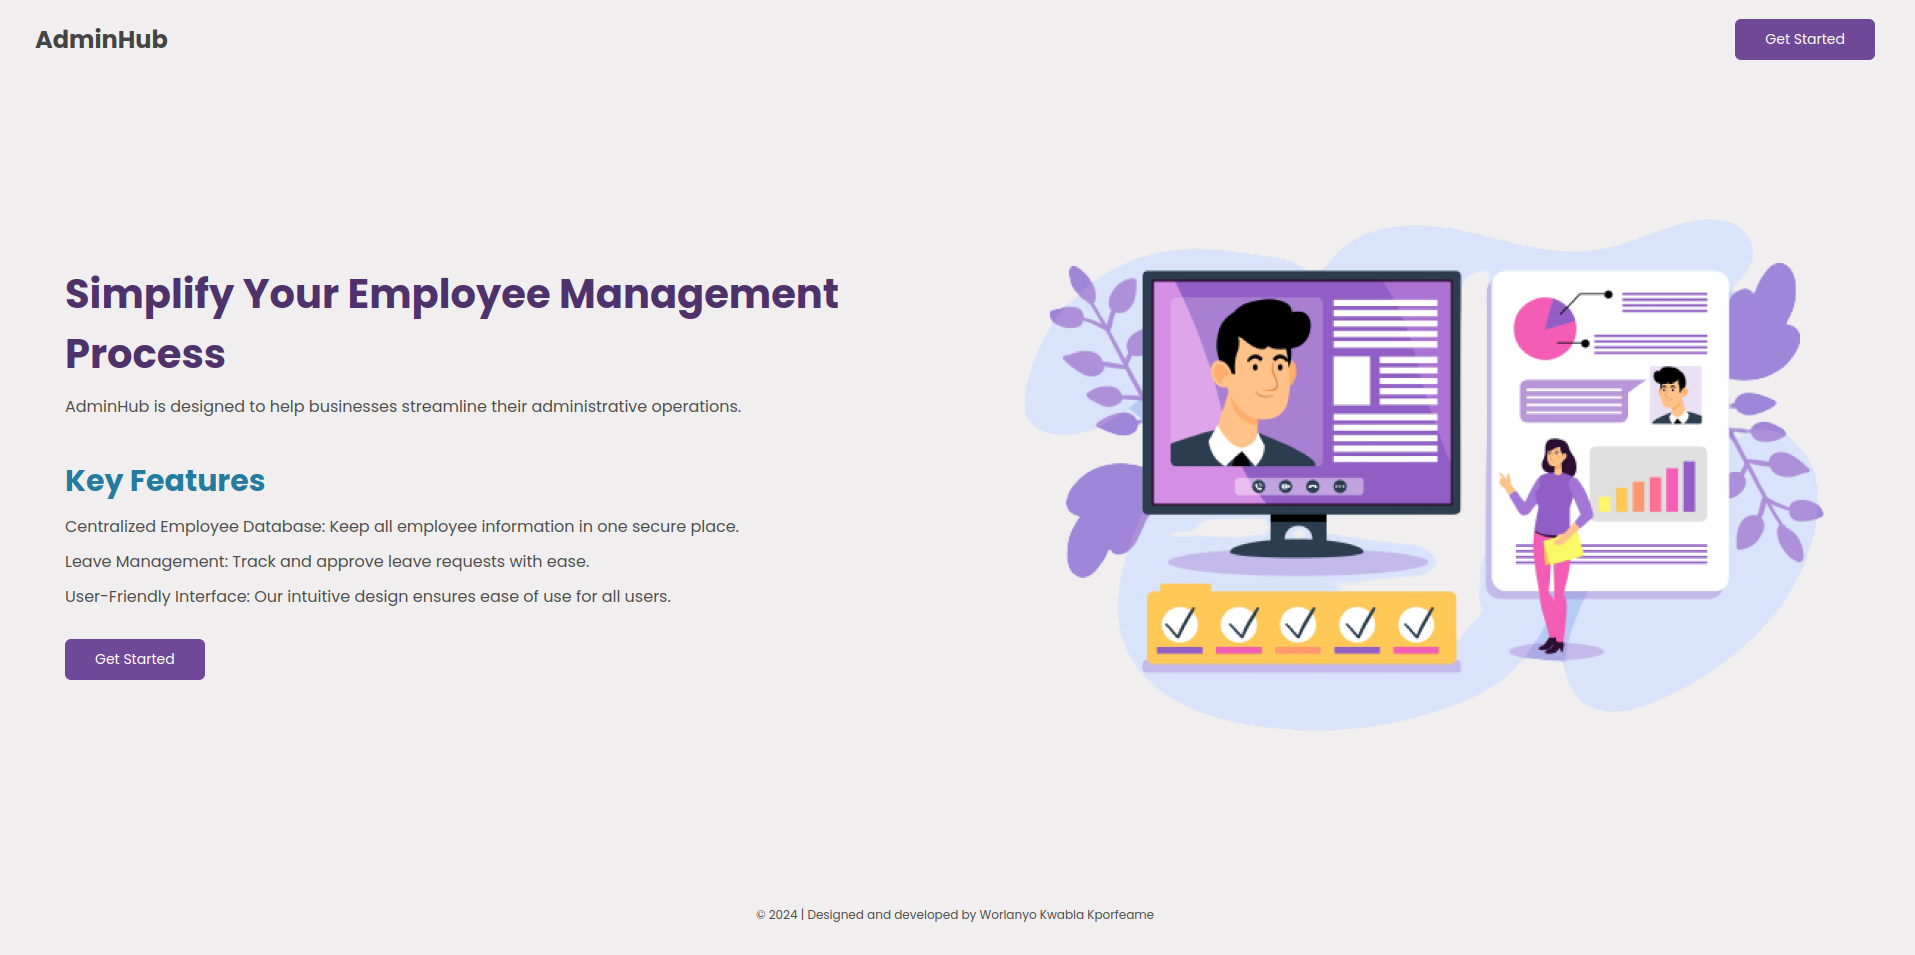 AdminHub
Get Started
Simplify Your Employee Management
Process
AdminHub is designed to help businesses streamline their administrative operations.
Key Features
Centralized Employee Database: Keep all employee information in one secure place.
Leave Management: Track and approve leave requests with ease.
User-Friendly Interface: Our intuitive design ensures ease of use for all users.
Get Started
© 2024 | Designed and developed by Worlanyo Kwabla Kporfeame